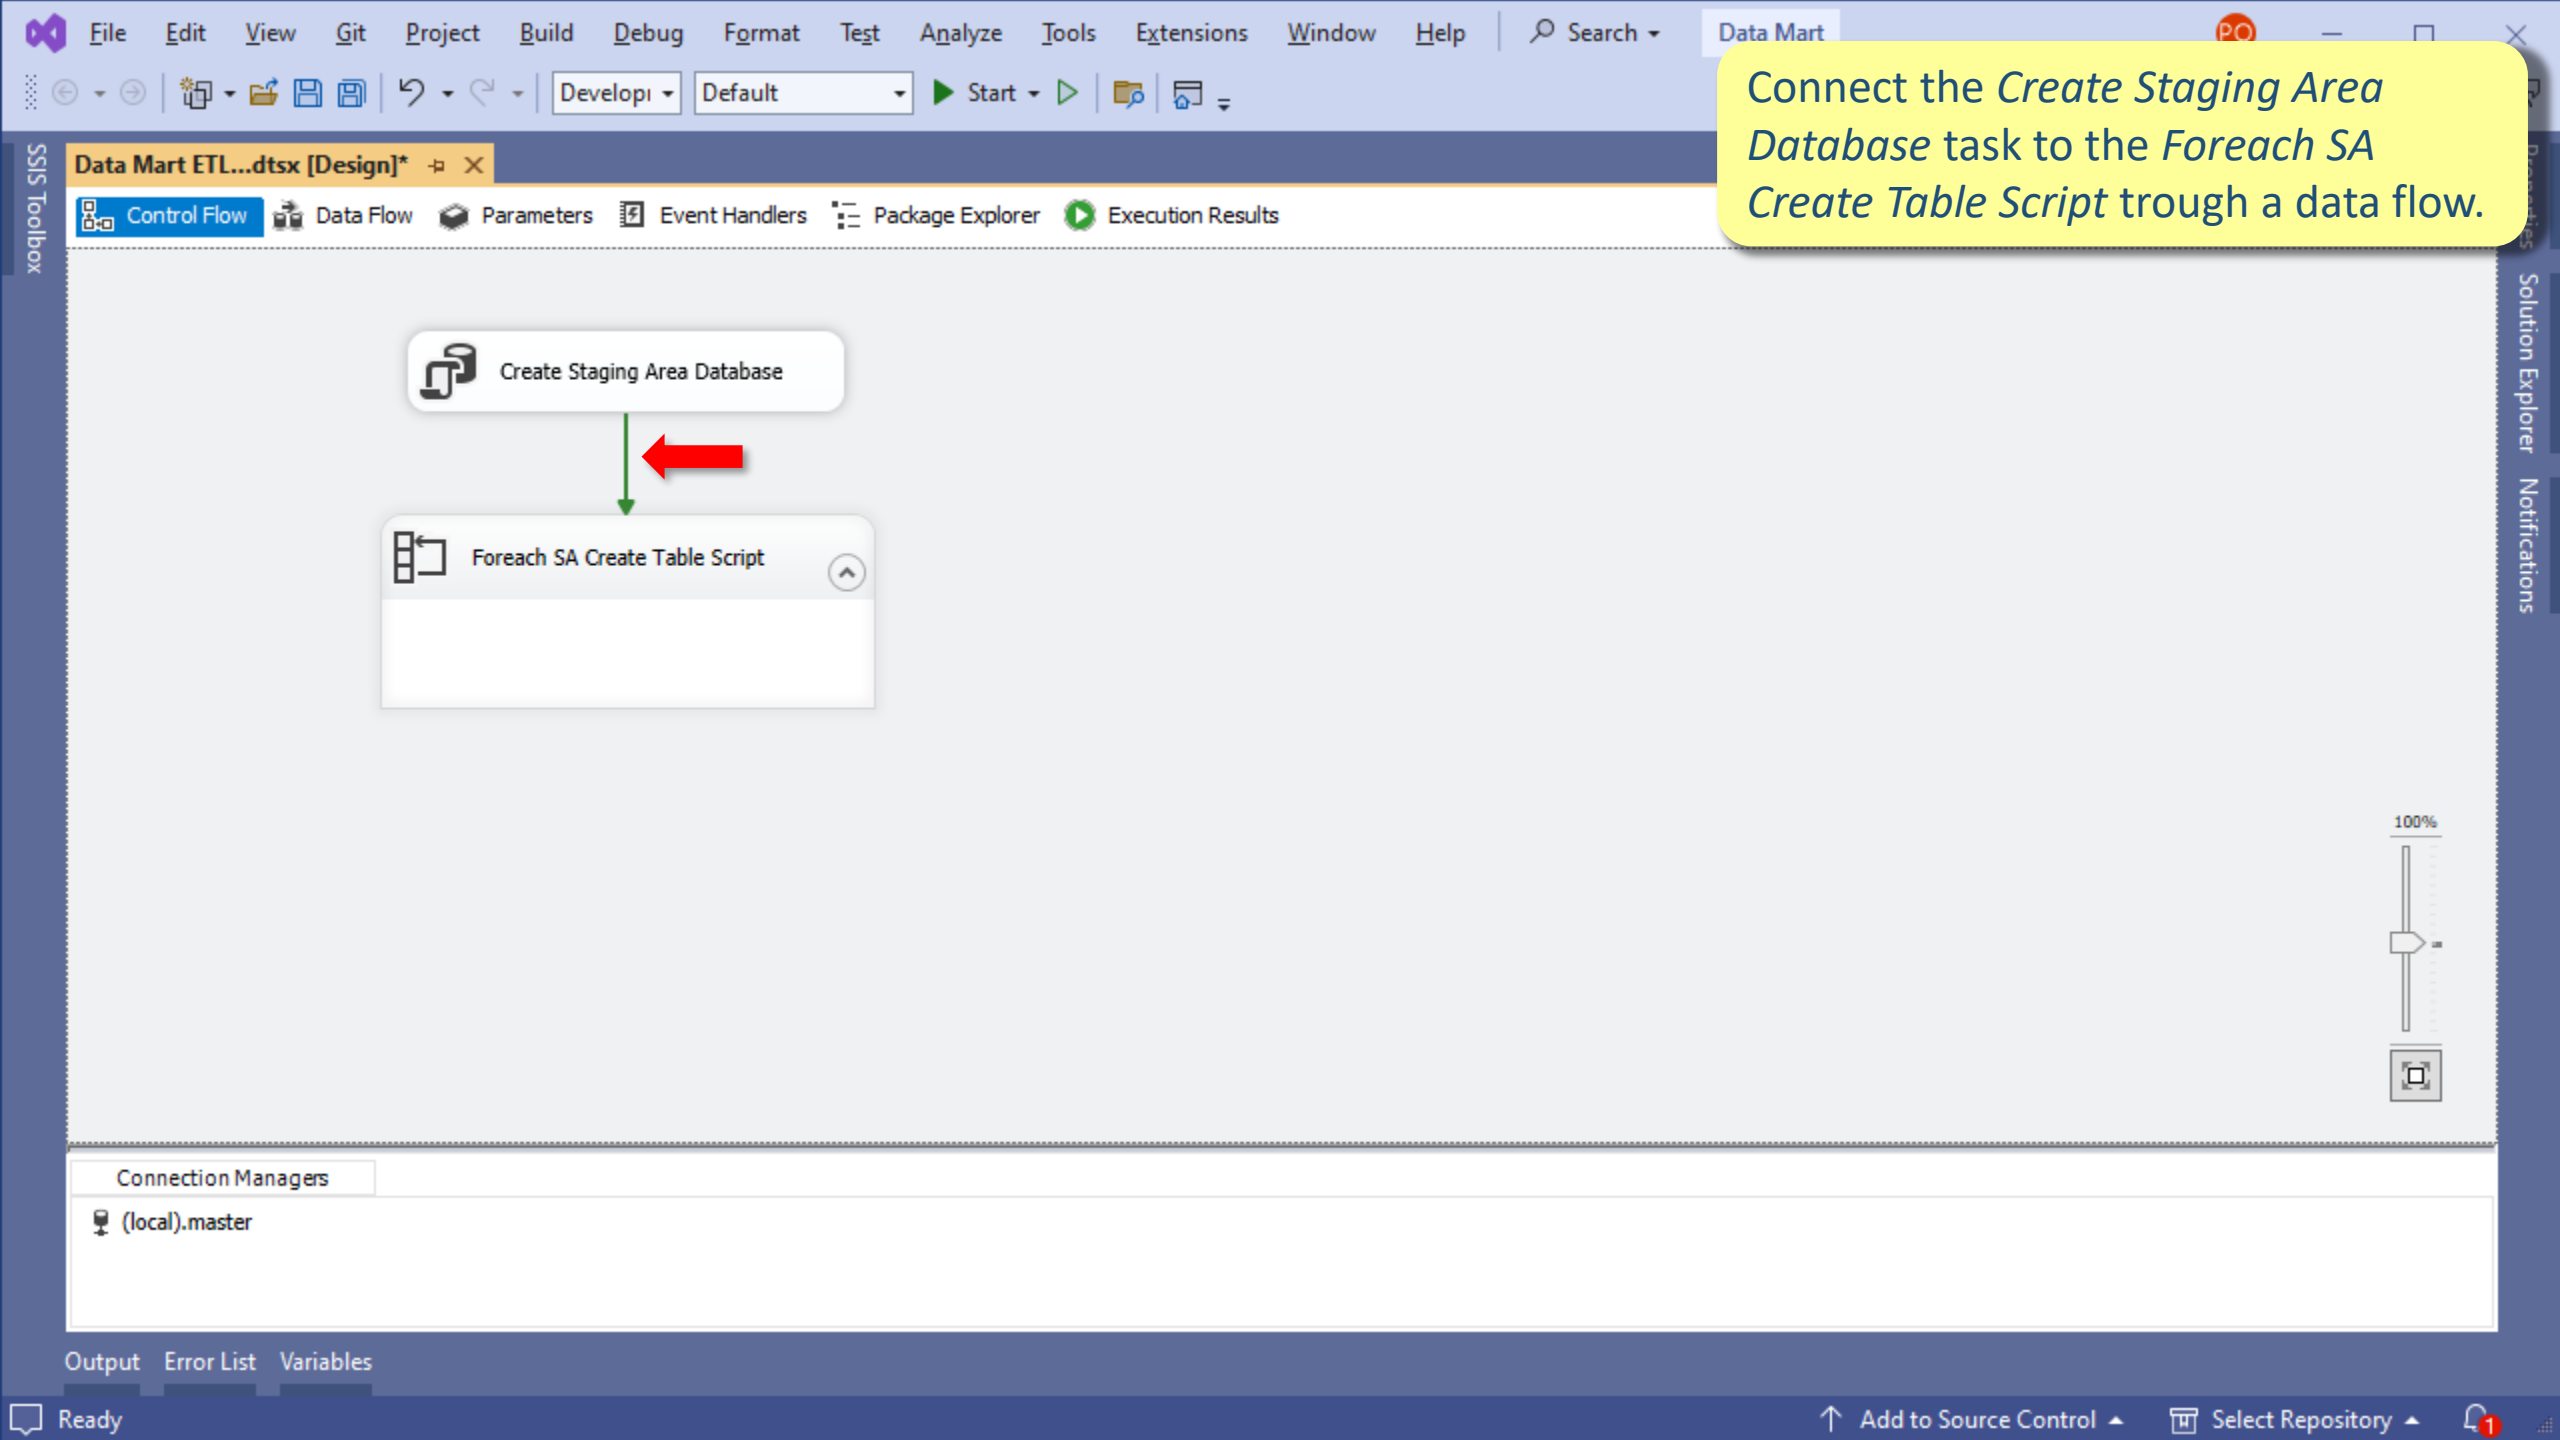 File Edit View Git Project Build Debug Format Test Analyze Tools Extensions Window Help Search Data Mart PO
Develop Default Start
Connect the Create Staging Area
Database task to the Foreach SA
Create Table Script trough a data flow.
SSIS Toolbox
Data Mart ETL...dtsx [Design]*
Control Flow Data Flow Parameters Event Handlers Package Explorer Execution Results
Properties
Solution Explorer
Notifications
Create Staging Area Database
Foreach SA Create Table Script
100%
Connection Managers
(local).master
Output Error List Variables
Ready Add to Source Control Select Repository 1